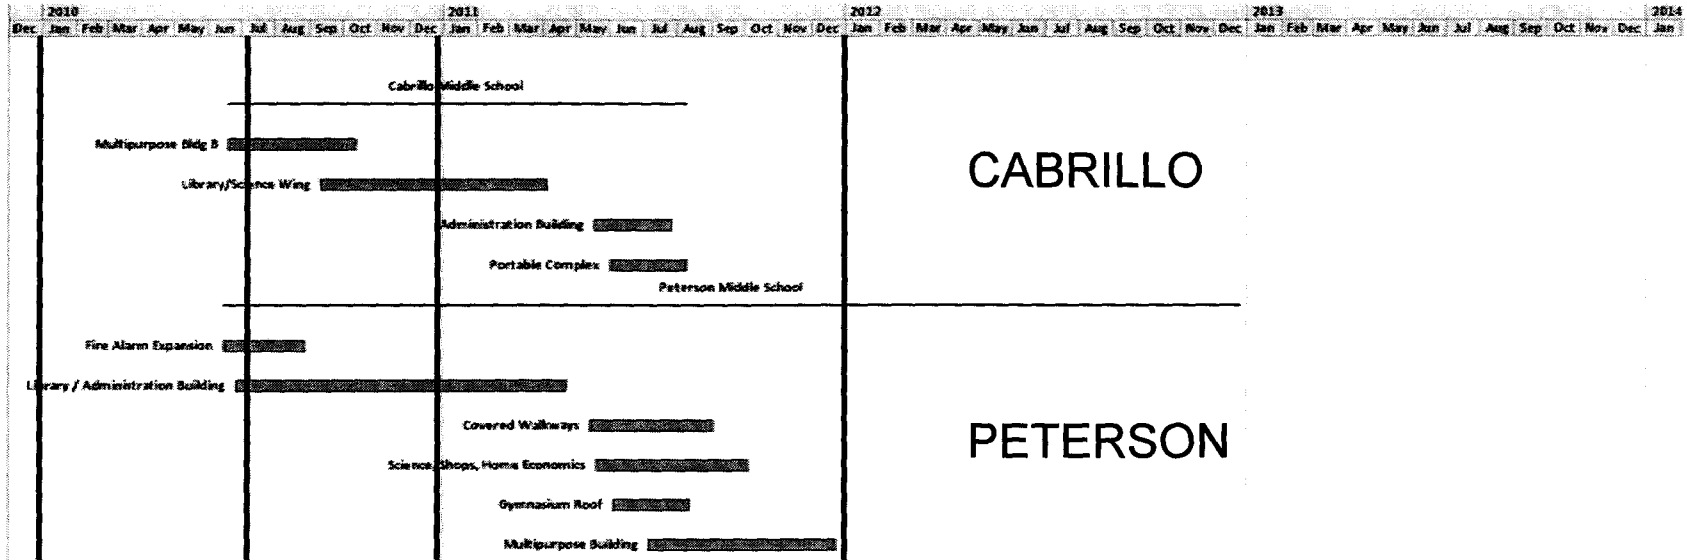 2010 2011 2012 2013 2014
Dec Jan Feb Mar Apr May Jun Jul Aug Sep Oct Nov Dec Jan Feb Mar Apr May Jun Jul Aug Sep Oct Nov Dec Jan Feb Mar Apr May Jun Jul Aug Sep Oct Nov Dec Jan Feb Mar Apr May Jun Jul Aug Sep Oct Nov Dec Jan
Cabrillo Middle School
Multipurpose Bldg B
Library/Science Wing
CABRILLO
Administration Building
Portable Complex
Peterson Middle School
Fire Alarm Expansion
Library / Administration Building
Covered Walkways
PETERSON
Science, Shops, Home Economics
Gymnasium Roof
Multipurpose Building